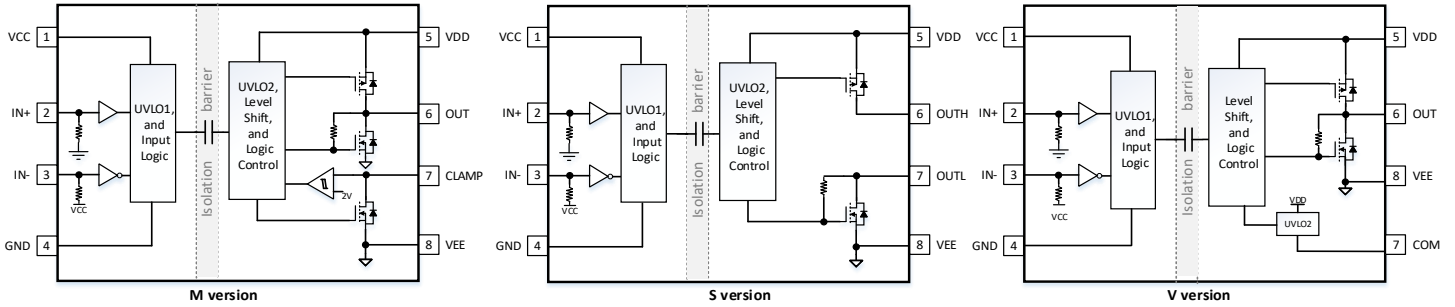 VCC 1
IN+ 2
IN- 3
GND 4
VCC
UVLO1,
and
Input
Logic
Isolation barrier
UVLO2,
Level
Shift,
and
Logic
Control
2V
5 VDD
6 OUT
7 CLAMP
8 VEE
M version
VCC 1
IN+ 2
IN- 3
GND 4
VCC
UVLO1,
and
Input
Logic
Isolation barrier
UVLO2,
Level
Shift,
and
Logic
Control
5 VDD
6 OUTH
7 OUTL
8 VEE
S version
VCC 1
IN+ 2
IN- 3
GND 4
VCC
UVLO1,
and
Input
Logic
Isolation barrier
Level
Shift,
and
Logic
Control
VDD
UVLO2
5 VDD
6 OUT
8 VEE
7 COM
V version